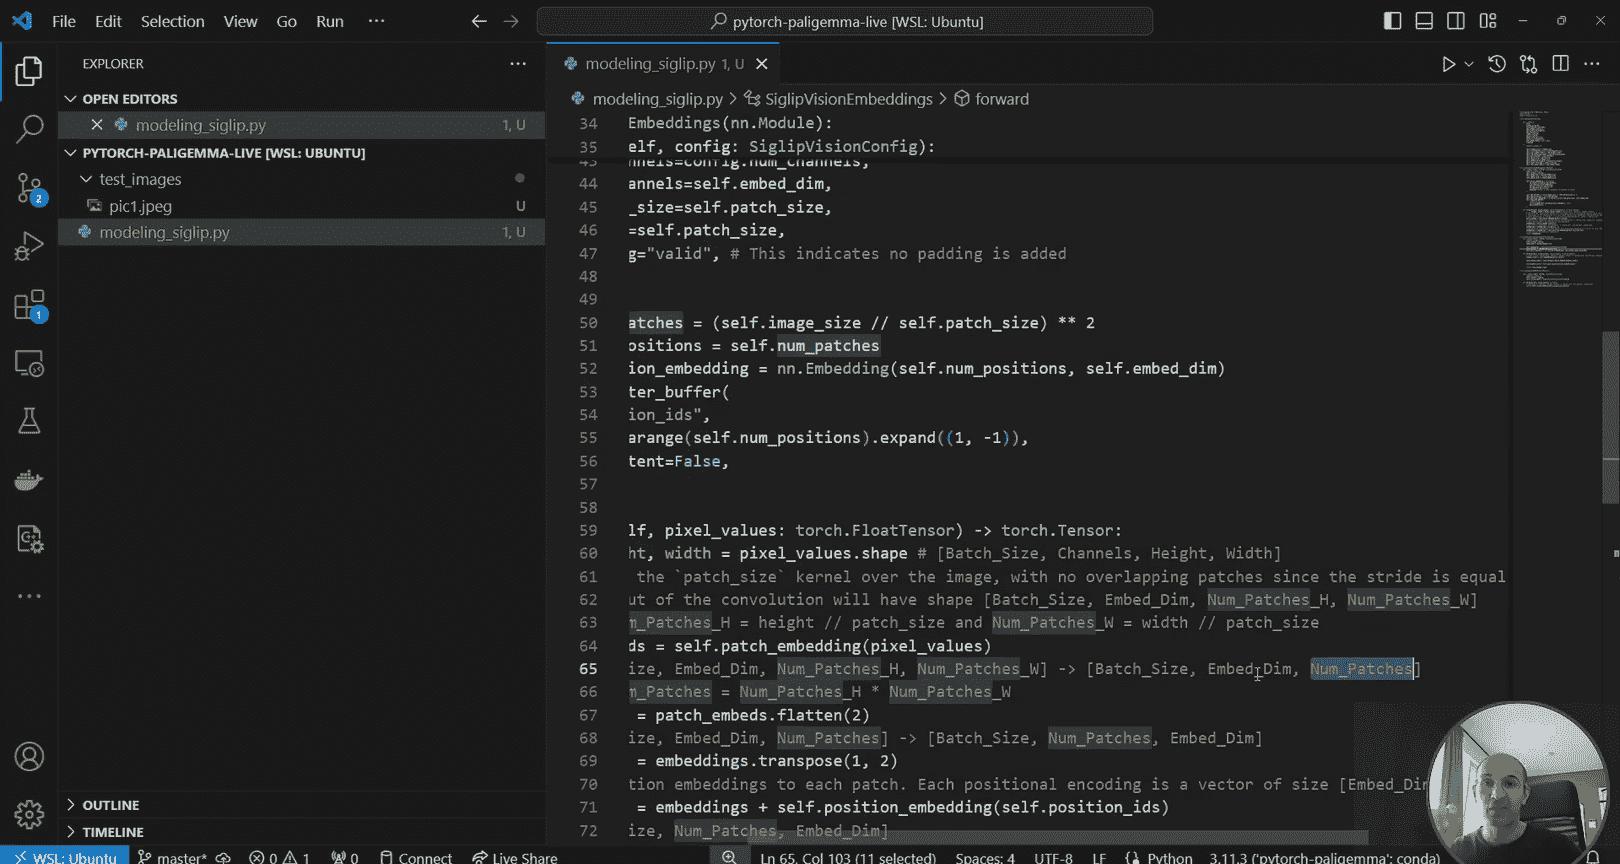 File Edit Selection View Go Run ··· pytorch-paligemma-live [WSL: Ubuntu]
EXPLORER ···
OPEN EDITORS
modeling_siglip.py 1, U
PYTORCH-PALIGEMMA-LIVE [WSL: UBUNTU]
test_images
pic1.jpeg U
modeling_siglip.py 1, U
2
1
OUTLINE
TIMELINE
modeling_siglip.py 1, U
modeling_siglip.py > SiglipVisionEmbeddings > forward
34 Embeddings(nn.Module):
35 elf, config: SiglipVisionConfig):
43 nnels=config.num_channels,
44 annels=self.embed_dim,
45 _size=self.patch_size,
46 =self.patch_size,
47 g="valid", # This indicates no padding is added
48
49
50 atches = (self.image_size // self.patch_size) ** 2
51 ositions = self.num_patches
52 ion_embedding = nn.Embedding(self.num_positions, self.embed_dim)
53 ter_buffer(
54 ion_ids",
55 arange(self.num_positions).expand((1, -1)),
56 tent=False,
57
58
59 lf, pixel_values: torch.FloatTensor) -> torch.Tensor:
60 ht, width = pixel_values.shape # [Batch_Size, Channels, Height, Width]
61 the `patch_size` kernel over the image, with no overlapping patches since the stride is equal
62 ut of the convolution will have shape [Batch_Size, Embed_Dim, Num_Patches_H, Num_Patches_W]
63 m_Patches_H = height // patch_size and Num_Patches_W = width // patch_size
64 ds = self.patch_embedding(pixel_values)
65 ize, Embed_Dim, Num_Patches_H, Num_Patches_W] -> [Batch_Size, Embed_Dim, Num_Patches]
66 m_Patches = Num_Patches_H * Num_Patches_W
67 = patch_embeds.flatten(2)
68 ize, Embed_Dim, Num_Patches] -> [Batch_Size, Num_Patches, Embed_Dim]
69 = embeddings.transpose(1, 2)
70 tion embeddings to each patch. Each positional encoding is a vector of size [Embed_Di
71 = embeddings + self.position_embedding(self.position_ids)
72 ize, Num_Patches, Embed_Dim]
WSL: Ubuntu master* 0 1 0 Connect Live Share Ln 65, Col 103 (11 selected) Spaces: 4 UTF-8 LF Python 3.11.3 ('pytorch-paligemma': conda)